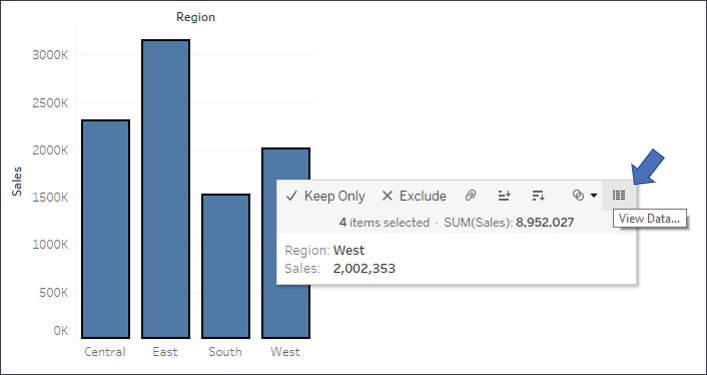 Region
3000K
2500K
2000K
1500K
1000K
500K
0K
Sales
Central East South West
Keep Only Exclude
4 items selected · SUM(Sales): 8,952,027
View Data...
Region: West
Sales: 2,002,353